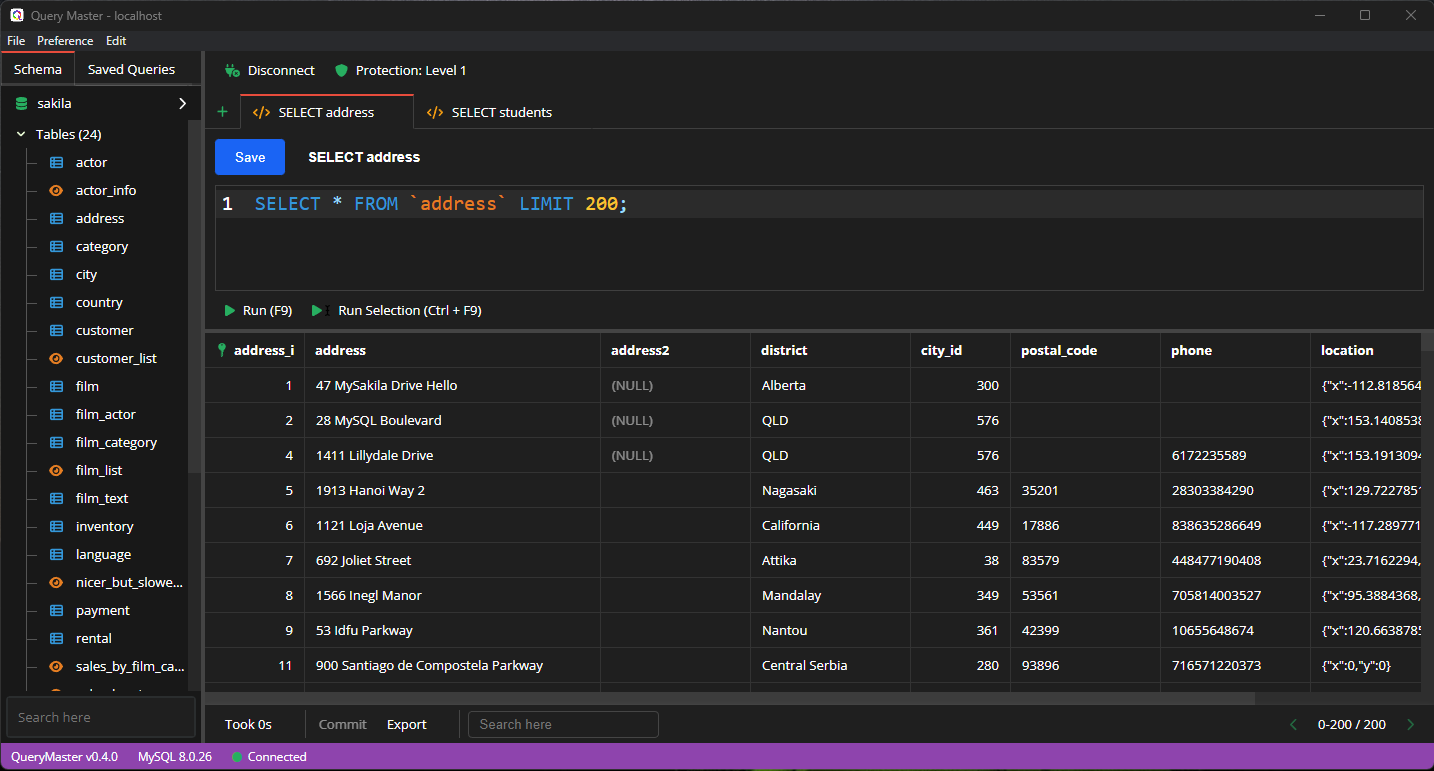 Query Master - localhost
File Preference Edit
Schema Saved Queries
sakila
Tables (24)
actor
actor_info
address
category
city
country
customer
customer_list
film
film_actor
film_category
film_list
film_text
inventory
language
nicer_but_slowe...
payment
rental
sales_by_film_ca...
Search here
Disconnect Protection: Level 1
+ </> SELECT address </> SELECT students
Save SELECT address
1 SELECT * FROM `address` LIMIT 200;
Run (F9) Run Selection (Ctrl + F9)
address_i address address2 district city_id postal_code phone location
1 47 MySakila Drive Hello (NULL) Alberta 300 {"x":-112.818564
2 28 MySQL Boulevard (NULL) QLD 576 {"x":153.1408538
4 1411 Lillydale Drive (NULL) QLD 576 6172235589 {"x":153.1913094
5 1913 Hanoi Way 2 Nagasaki 463 35201 28303384290 {"x":129.7227851
6 1121 Loja Avenue California 449 17886 838635286649 {"x":-117.289771
7 692 Joliet Street Attika 38 83579 448477190408 {"x":23.7162294,
8 1566 Inegl Manor Mandalay 349 53561 705814003527 {"x":95.3884368,
9 53 Idfu Parkway Nantou 361 42399 10655648674 {"x":120.6638785
11 900 Santiago de Compostela Parkway Central Serbia 280 93896 716571220373 {"x":0,"y":0}
Took 0s Commit Export Search here 0-200 / 200
QueryMaster v0.4.0 MySQL 8.0.26 Connected